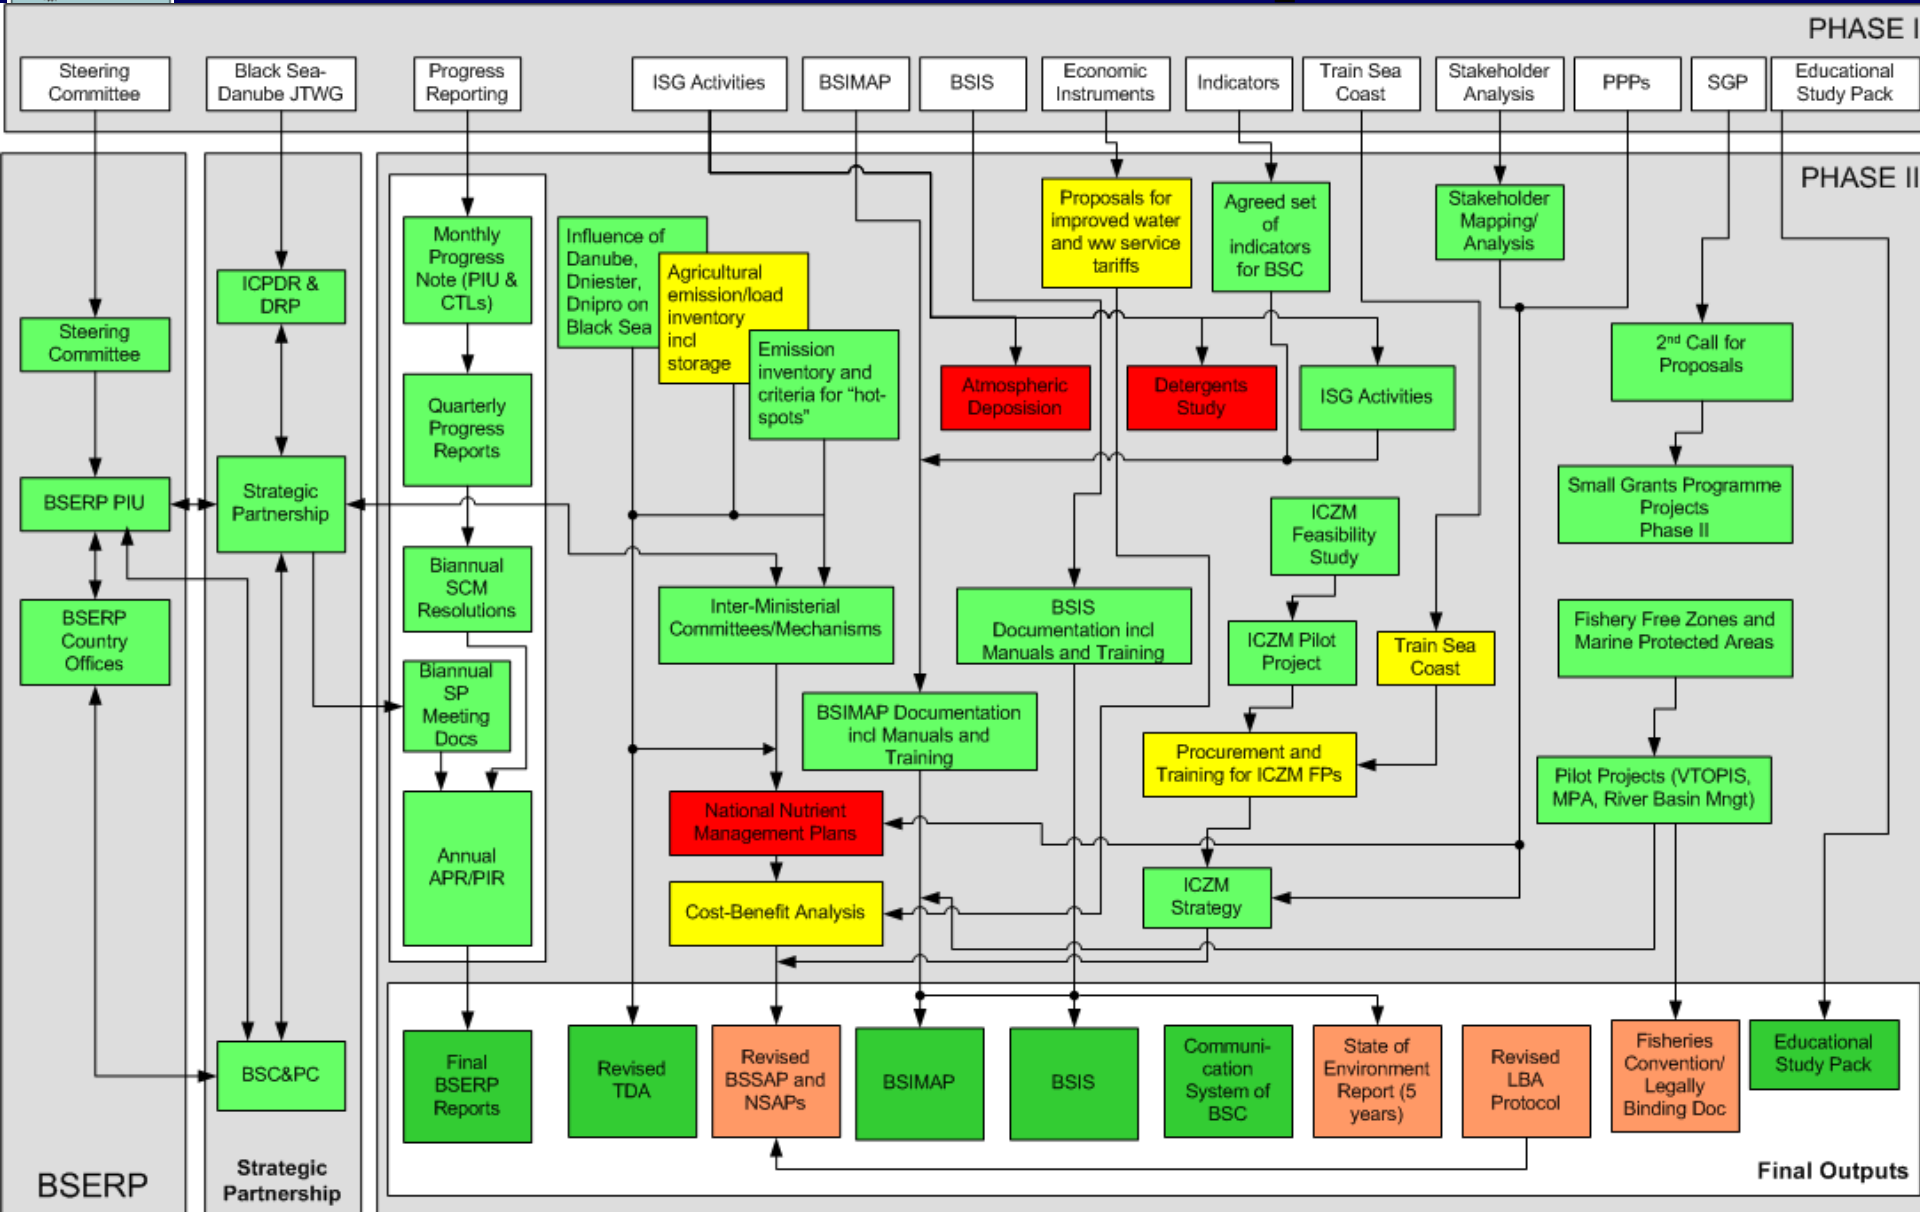 PHASE I
Steering
Committee
Black Sea-
Danube JTWG
Progress
Reporting
ISG Activities
BSIMAP
BSIS
Economic
Instruments
Indicators
Train Sea
Coast
Stakeholder
Analysis
PPPs
SGP
Educational
Study Pack
PHASE II
Steering
Committee
BSERP PIU
BSERP
Country
Offices
BSERP
ICPDR &
DRP
Strategic
Partnership
BSC&PC
Strategic
Partnership
Monthly
Progress
Note (PIU &
CTLs)
Quarterly
Progress
Reports
Biannual
SCM
Resolutions
Biannual
SP
Meeting
Docs
Annual
APR/PIR
Influence of
Danube,
Dniester,
Dnipro on
Black Sea
Agricultural
emission/load
inventory
incl
storage
Emission
inventory and
criteria for “hot-
spots”
Proposals for
improved water
and ww service
tariffs
Agreed set
of
indicators
for BSC
Stakeholder
Mapping/
Analysis
Atmospheric
Deposision
Detergents
Study
ISG Activities
2nd Call for
Proposals
Small Grants Programme
Projects
Phase II
ICZM
Feasibility
Study
Inter-Ministerial
Committees/Mechanisms
BSIS
Documentation incl
Manuals and Training
ICZM Pilot
Project
Train Sea
Coast
Fishery Free Zones and
Marine Protected Areas
BSIMAP Documentation
incl Manuals and
Training
Procurement and
Training for ICZM FPs
Pilot Projects (VTOPIS,
MPA, River Basin Mngt)
National Nutrient
Management Plans
Cost-Benefit Analysis
ICZM
Strategy
Final
BSERP
Reports
Revised
TDA
Revised
BSSAP and
NSAPs
BSIMAP
BSIS
Communi-
cation
System of
BSC
State of
Environment
Report (5
years)
Revised
LBA
Protocol
Fisheries
Convention/
Legally
Binding Doc
Educational
Study Pack
Final Outputs